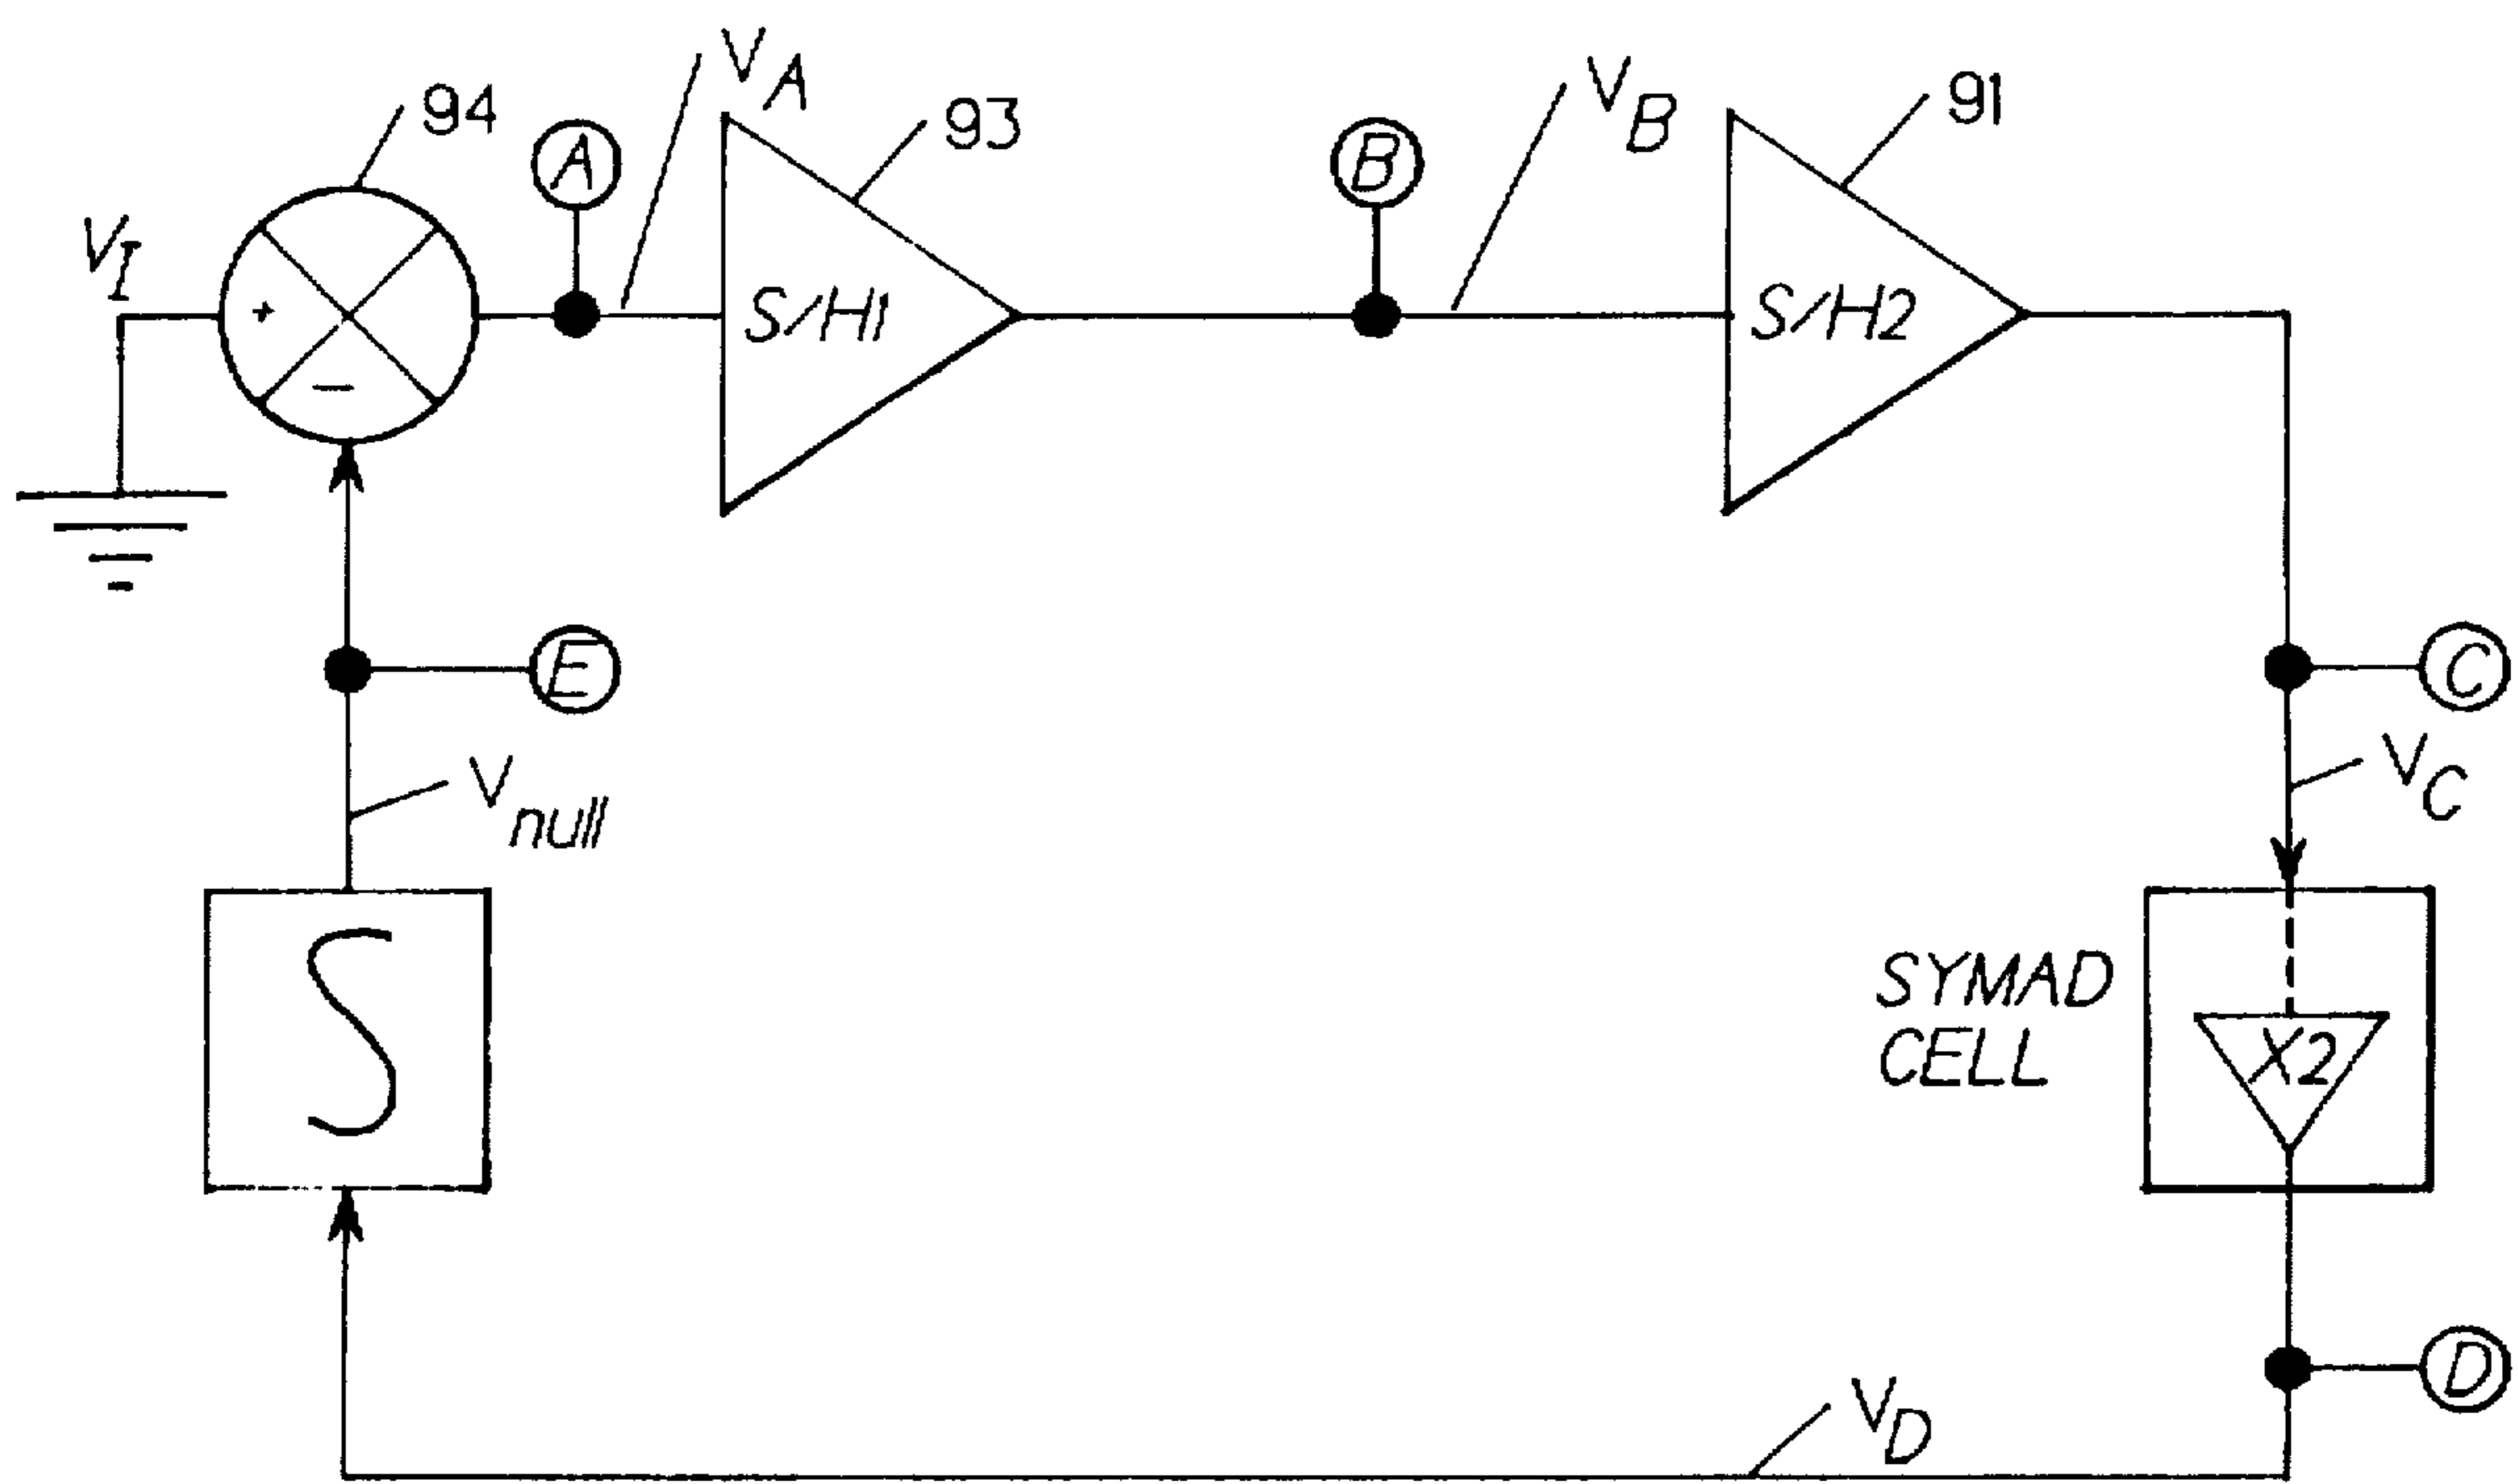 94
A
VA
93
B
VB
91
VI
+
−
S/H1
S/H2
E
C
Vnull
VC
S
SYMAD
CELL
X2
D
VD